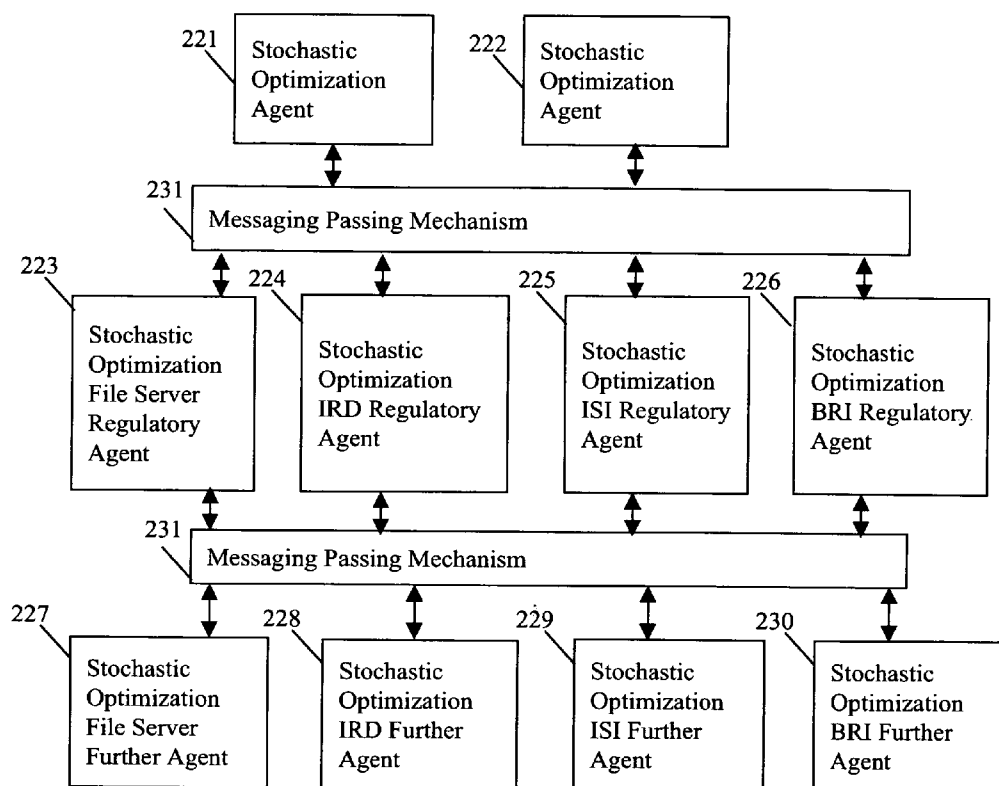 221
Stochastic
Optimization
Agent
222
Stochastic
Optimization
Agent
231
Messaging Passing Mechanism
223
Stochastic
Optimization
File Server
Regulatory
Agent
224
Stochastic
Optimization
IRD Regulatory
Agent
225
Stochastic
Optimization
ISI Regulatory
Agent
226
Stochastic
Optimization
BRI Regulatory
Agent
231
Messaging Passing Mechanism
227
Stochastic
Optimization
File Server
Further Agent
228
Stochastic
Optimization
IRD Further
Agent
229
Stochastic
Optimization
ISI Further
Agent
230
Stochastic
Optimization
BRI Further
Agent